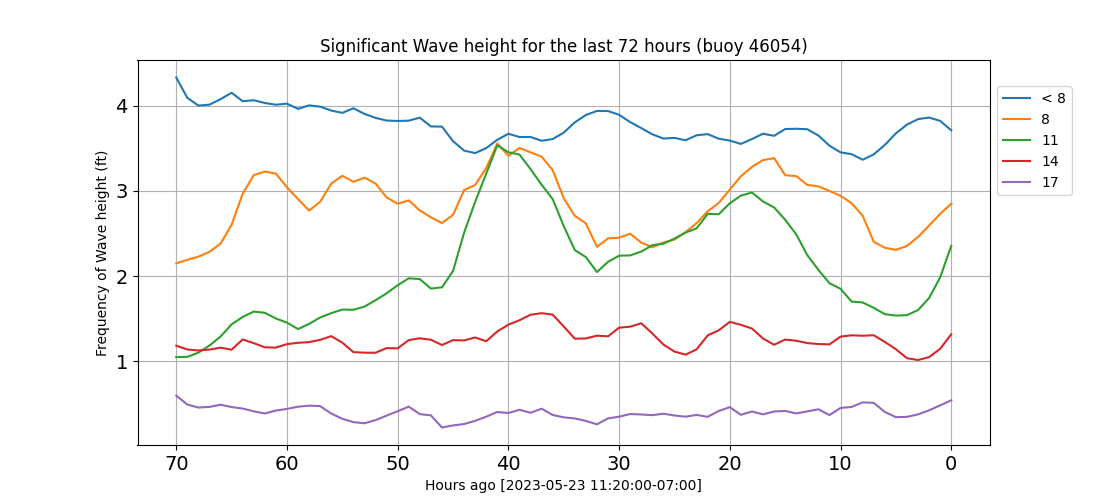 Significant Wave height for the last 72 hours (buoy 46054)
Frequency of Wave height (ft)
4
3
2
1
70 60 50 40 30 20 10 0
Hours ago [2023-05-23 11:20:00-07:00]
< 8
8
11
14
17